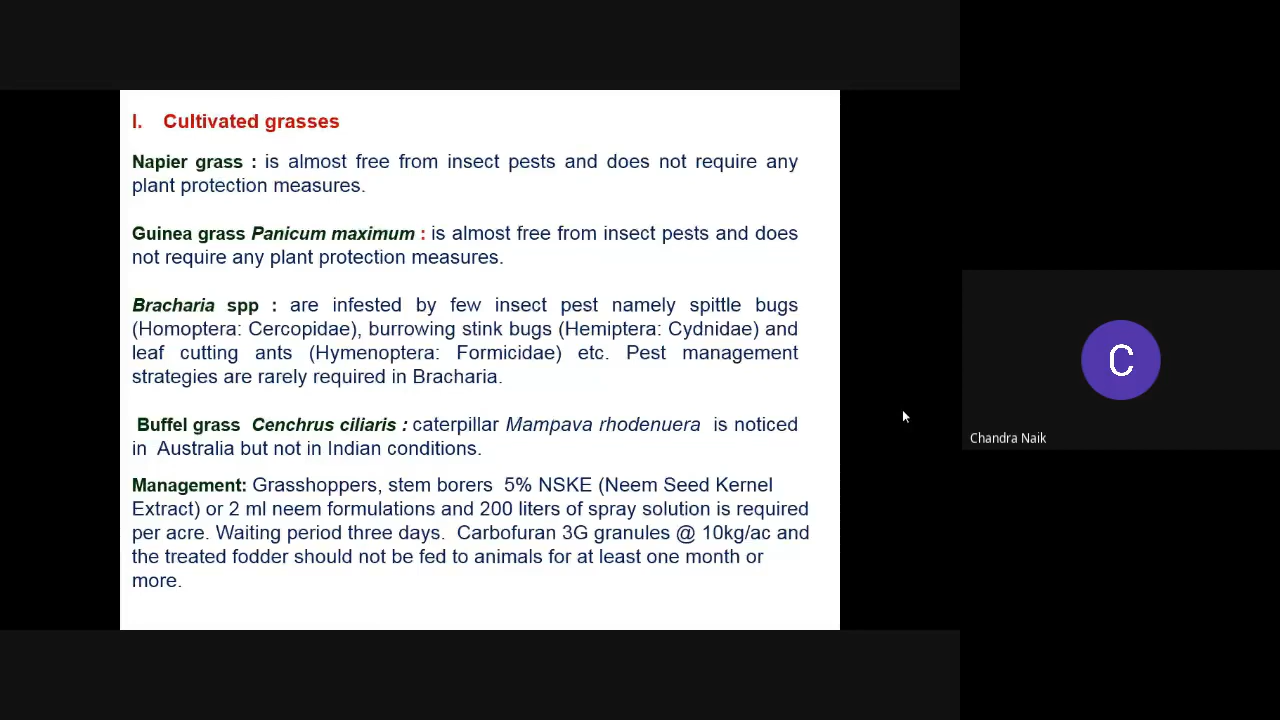 I. Cultivated grasses
Napier grass : is almost free from insect pests and does not require any
plant protection measures.
Guinea grass Panicum maximum : is almost free from insect pests and does
not require any plant protection measures.
Bracharia spp : are infested by few insect pest namely spittle bugs
(Homoptera: Cercopidae), burrowing stink bugs (Hemiptera: Cydnidae) and
leaf cutting ants (Hymenoptera: Formicidae) etc. Pest management
strategies are rarely required in Bracharia.
Buffel grass Cenchrus ciliaris : caterpillar Mampava rhodenuera is noticed
in Australia but not in Indian conditions.
Management: Grasshoppers, stem borers 5% NSKE (Neem Seed Kernel
Extract) or 2 ml neem formulations and 200 liters of spray solution is required
per acre. Waiting period three days. Carbofuran 3G granules @ 10kg/ac and
the treated fodder should not be fed to animals for at least one month or
more.
C
Chandra Naik